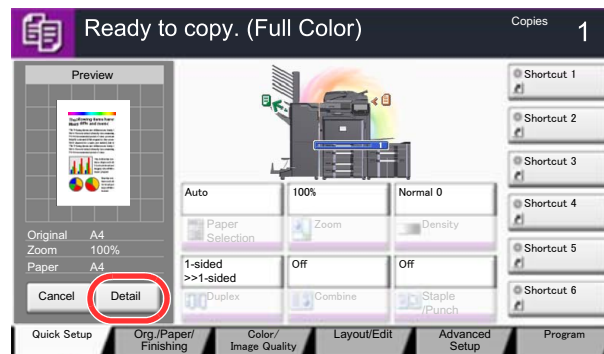 Ready to copy. (Full Color)
Copies
1
Preview
Original A4
Zoom 100%
Paper A4
Cancel
Detail
1
Auto
Paper
Selection
100%
Zoom
Normal 0
Density
1-sided
>>1-sided
Duplex
Off
Combine
Off
Staple
/Punch
Shortcut 1
Shortcut 2
Shortcut 3
Shortcut 4
Shortcut 5
Shortcut 6
Quick Setup
Org./Paper/
Finishing
Color/
Image Quality
Layout/Edit
Advanced
Setup
Program